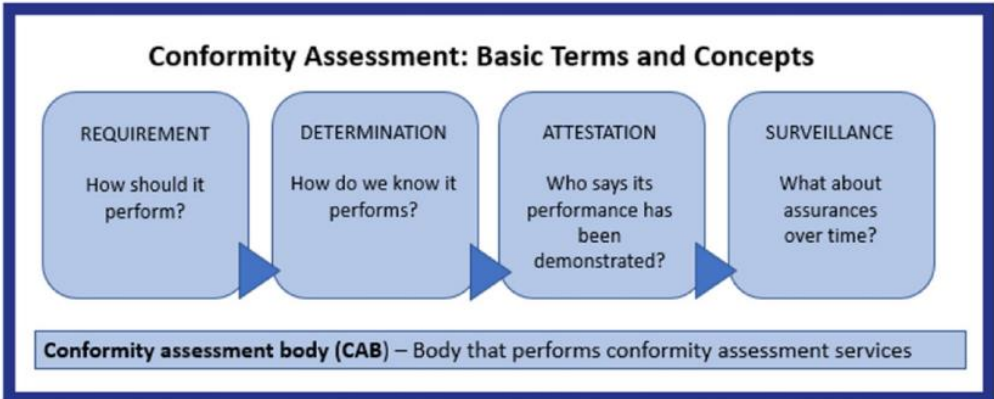 Conformity Assessment: Basic Terms and Concepts
REQUIREMENT
How should it
perform?
DETERMINATION
How do we know it
performs?
ATTESTATION
Who says its
performance has
been
demonstrated?
SURVEILLANCE
What about
assurances
over time?
Conformity assessment body (CAB) – Body that performs conformity assessment services